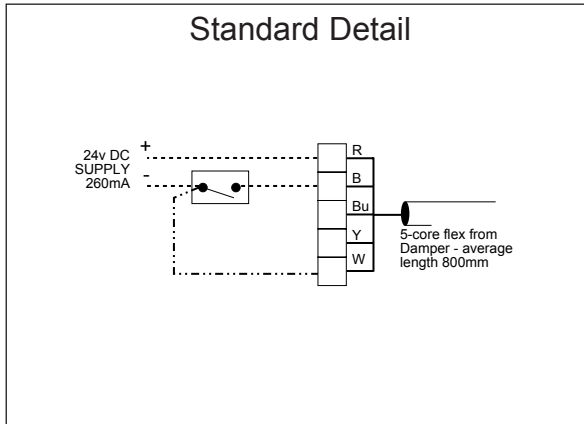 Standard Detail
+
24v DC
SUPPLY
260mA
-
R
B
Bu
Y
W
5-core flex from
Damper - average
length 800mm